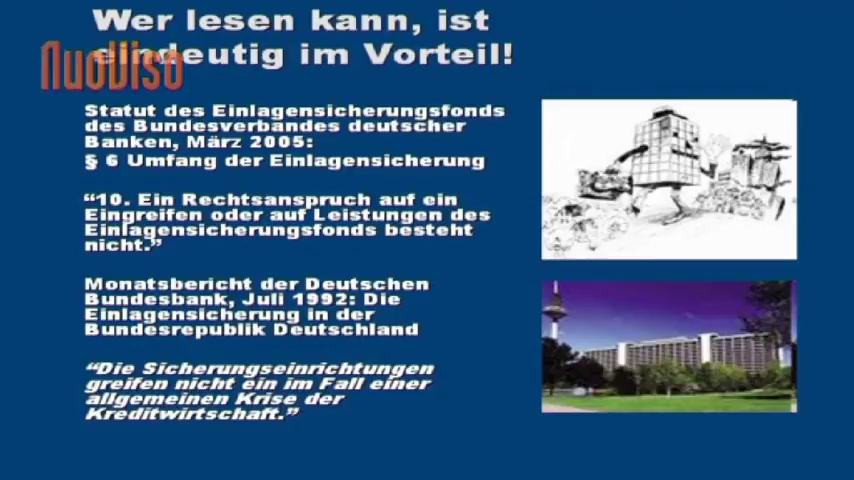 Wer lesen kann, ist
eindeutig im Vorteil!
NuoViso
Statut des Einlagensicherungsfonds
des Bundesverbandes deutscher
Banken, März 2005:
§ 6 Umfang der Einlagensicherung
“10. Ein Rechtsanspruch auf ein
Eingreifen oder auf Leistungen des
Einlagensicherungsfonds besteht
nicht.”
Monatsbericht der Deutschen
Bundesbank, Juli 1992: Die
Einlagensicherung in der
Bundesrepublik Deutschland
“Die Sicherungseinrichtungen
greifen nicht ein im Fall einer
allgemeinen Krise der
Kreditwirtschaft.”